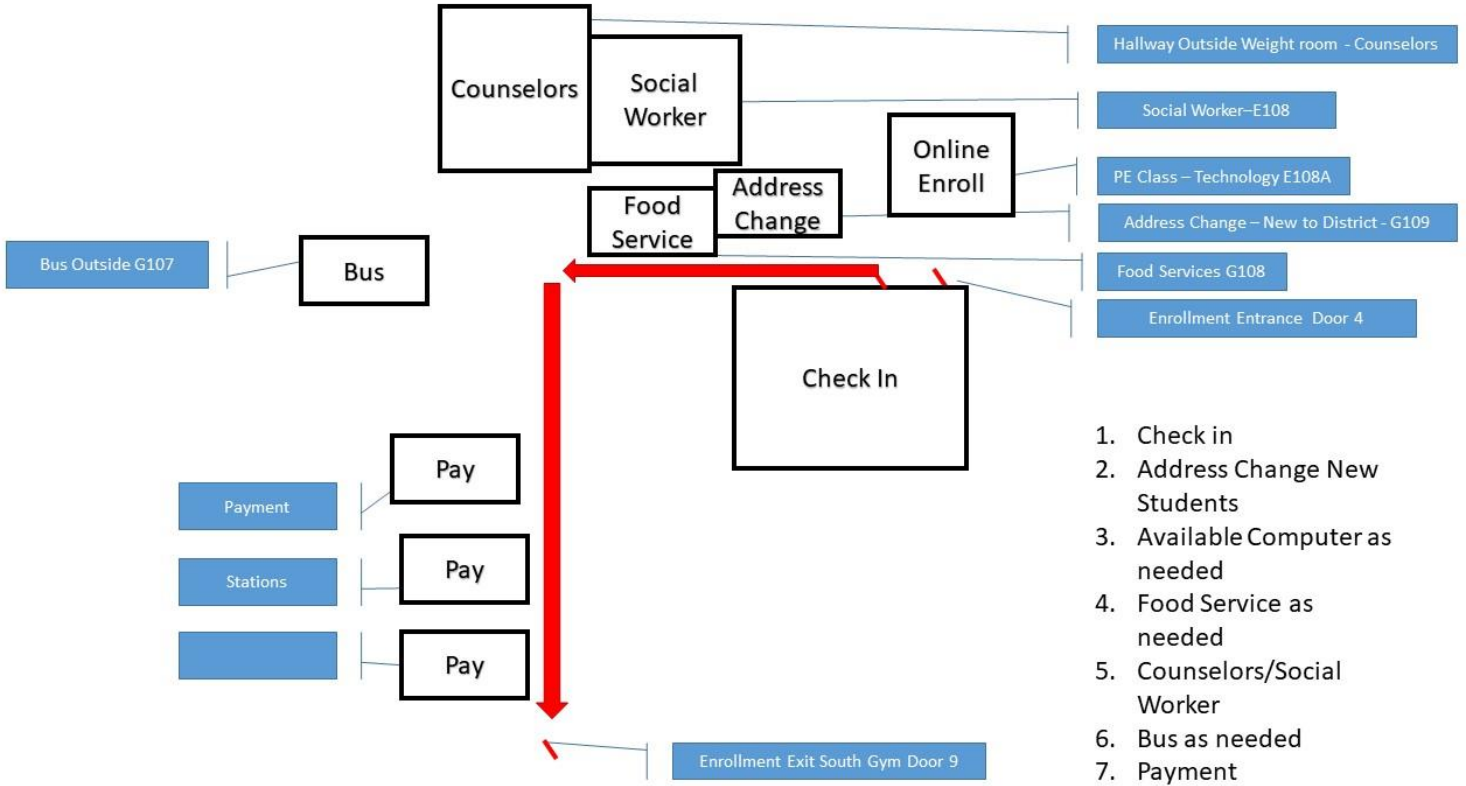 Counselors
Social
Worker
Online
Enroll
Address
Change
Food
Service
Bus
Check In
Pay
Pay
Pay
Hallway Outside Weight room - Counselors
Social Worker–E108
PE Class – Technology E108A
Address Change – New to District - G109
Food Services G108
Enrollment Entrance Door 4
Bus Outside G107
Payment
Stations
Enrollment Exit South Gym Door 9
1. Check in
2. Address Change New
Students
3. Available Computer as
needed
4. Food Service as
needed
5. Counselors/Social
Worker
6. Bus as needed
7. Payment